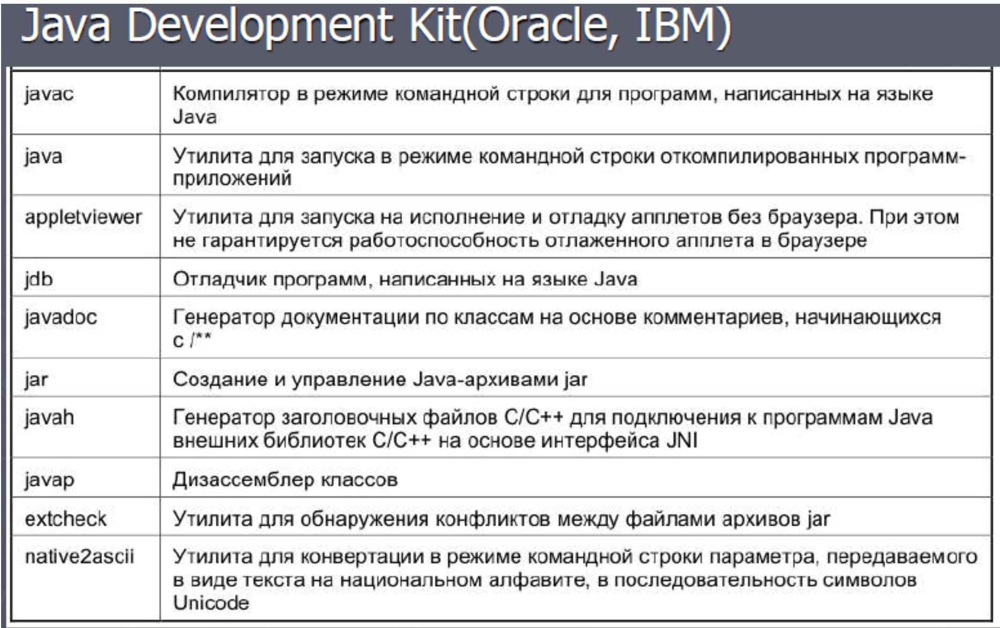 Java Development Kit(Oracle, IBM)
javac
Компилятор в режиме командной строки для программ, написанных на языке
Java
java
Утилита для запуска в режиме командной строки откомпилированных программ-
приложений
appletviewer
Утилита для запуска на исполнение и отладку апплетов без браузера. При этом
не гарантируется работоспособность отлаженного апплета в браузере
jdb
Отладчик программ, написанных на языке Java
javadoc
Генератор документации по классам на основе комментариев, начинающихся
с /**
jar
Создание и управление Java-архивами jar
javah
Генератор заголовочных файлов C/C++ для подключения к программам Java
внешних библиотек C/C++ на основе интерфейса JNI
javap
Дизассемблер классов
extcheck
Утилита для обнаружения конфликтов между файлами архивов jar
native2ascii
Утилита для конвертации в режиме командной строки параметра, передаваемого
в виде текста на национальном алфавите, в последовательность символов
Unicode